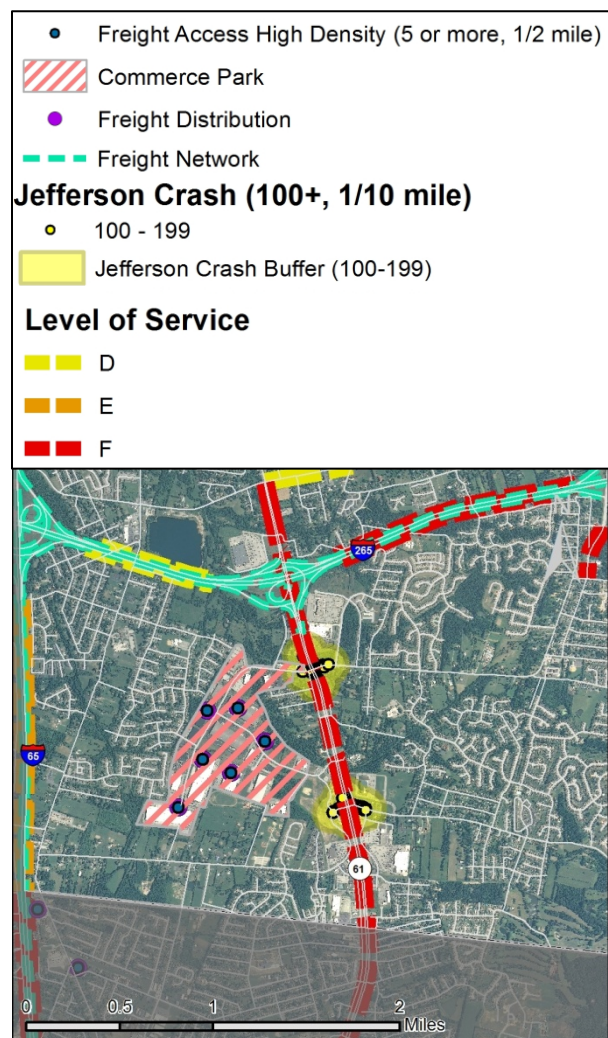 Freight Access High Density (5 or more, 1/2 mile)
Commerce Park
Freight Distribution
Freight Network
Jefferson Crash (100+, 1/10 mile)
100 - 199
Jefferson Crash Buffer (100-199)
Level of Service
D
E
F
265
65
61
0 0.5 1 2
Miles